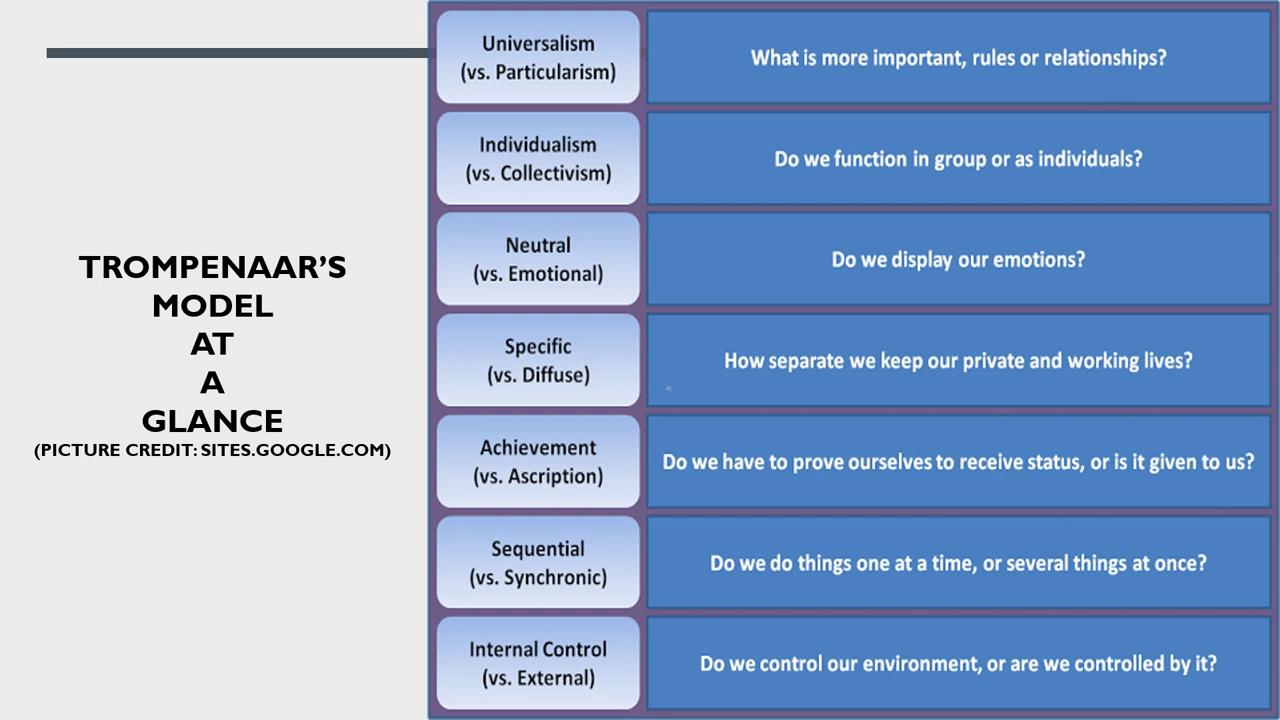 TROMPENAAR'S
MODEL
AT
A
GLANCE
(PICTURE CREDIT: SITES.GOOGLE.COM)
Universalism
(vs. Particularism)
What is more important, rules or relationships?
Individualism
(vs. Collectivism)
Do we function in group or as individuals?
Neutral
(vs. Emotional)
Do we display our emotions?
Specific
(vs. Diffuse)
How separate we keep our private and working lives?
Achievement
(vs. Ascription)
Do we have to prove ourselves to receive status, or is it given to us?
Sequential
(vs. Synchronic)
Do we do things one at a time, or several things at once?
Internal Control
(vs. External)
Do we control our environment, or are we controlled by it?